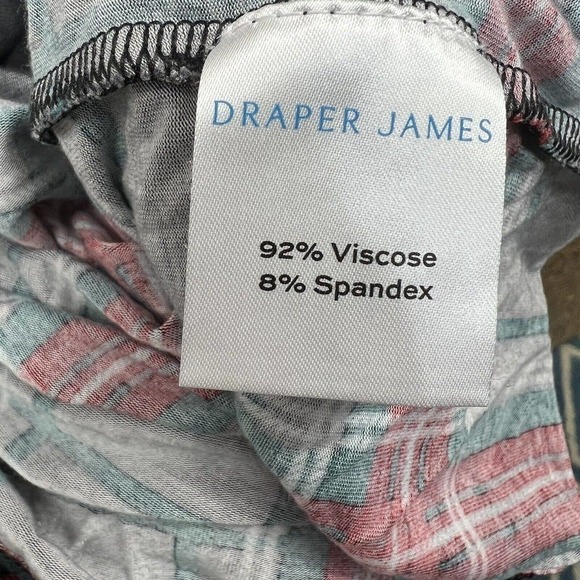 DRAPER JAMES
92% Viscose
8% Spandex